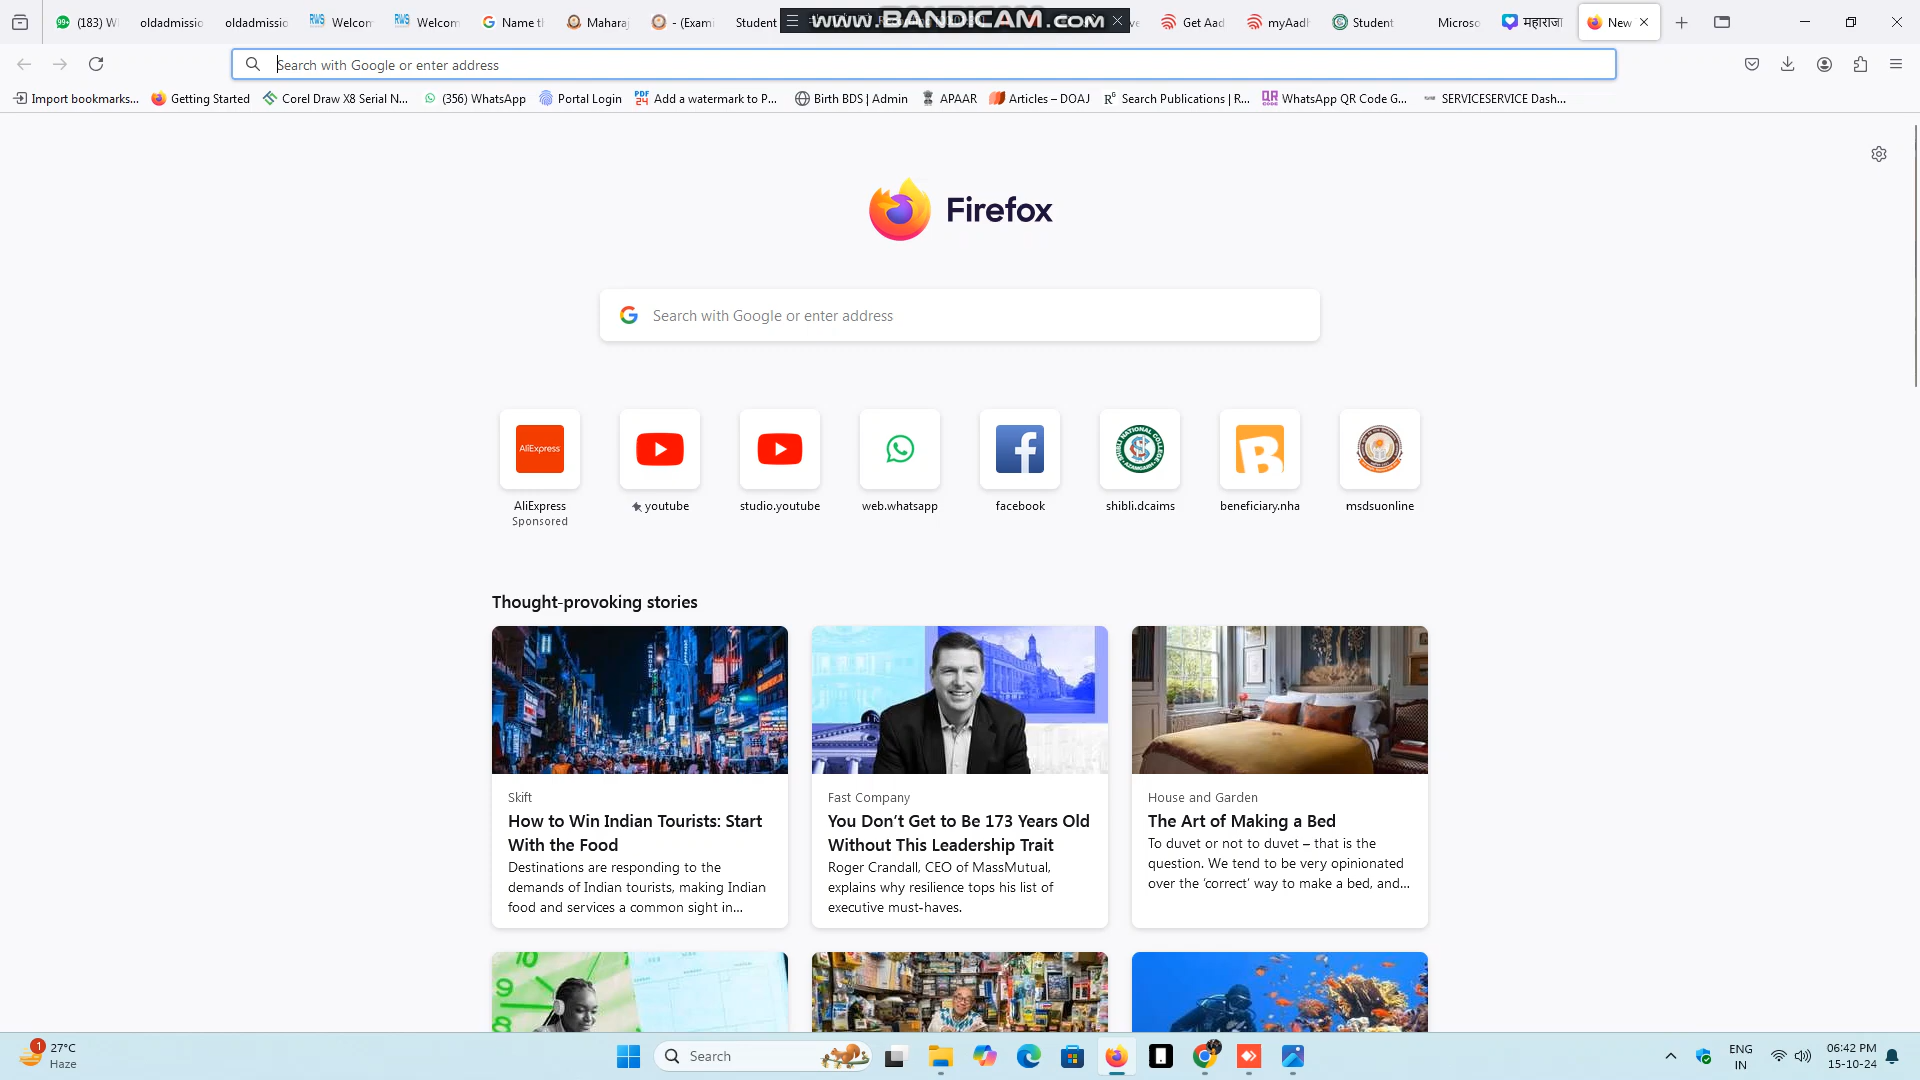 (183) W
oldadmissio
oldadmissio
Welcom
Welcom
Name t
Maharaj
- (Exami
Student
www.BANDICAM.com
Get Aad
myAadh
Student
Microso
महाराजा
New
Search with Google or enter address
Import bookmarks...
Getting Started
Corel Draw X8 Serial N...
(356) WhatsApp
Portal Login
Add a watermark to P...
Birth BDS | Admin
APAAR
Articles – DOAJ
Search Publications | R...
WhatsApp QR Code G...
SERVICESERVICE Dash...
Firefox
Search with Google or enter address
AliExpress
AliExpress
Sponsored
youtube
studio.youtube
web.whatsapp
facebook
shibli.dcaims
beneficiary.nha
msdsuonline
Thought-provoking stories
Skift
How to Win Indian Tourists: Start
With the Food
Destinations are responding to the
demands of Indian tourists, making Indian
food and services a common sight in...
Fast Company
You Don’t Get to Be 173 Years Old
Without This Leadership Trait
Roger Crandall, CEO of MassMutual,
explains why resilience tops his list of
executive must-haves.
House and Garden
The Art of Making a Bed
To duvet or not to duvet – that is the
question. We tend to be very opinionated
over the ‘correct’ way to make a bed, and...
1
27°C
Haze
Search
ENG
IN
06:42 PM
15-10-24